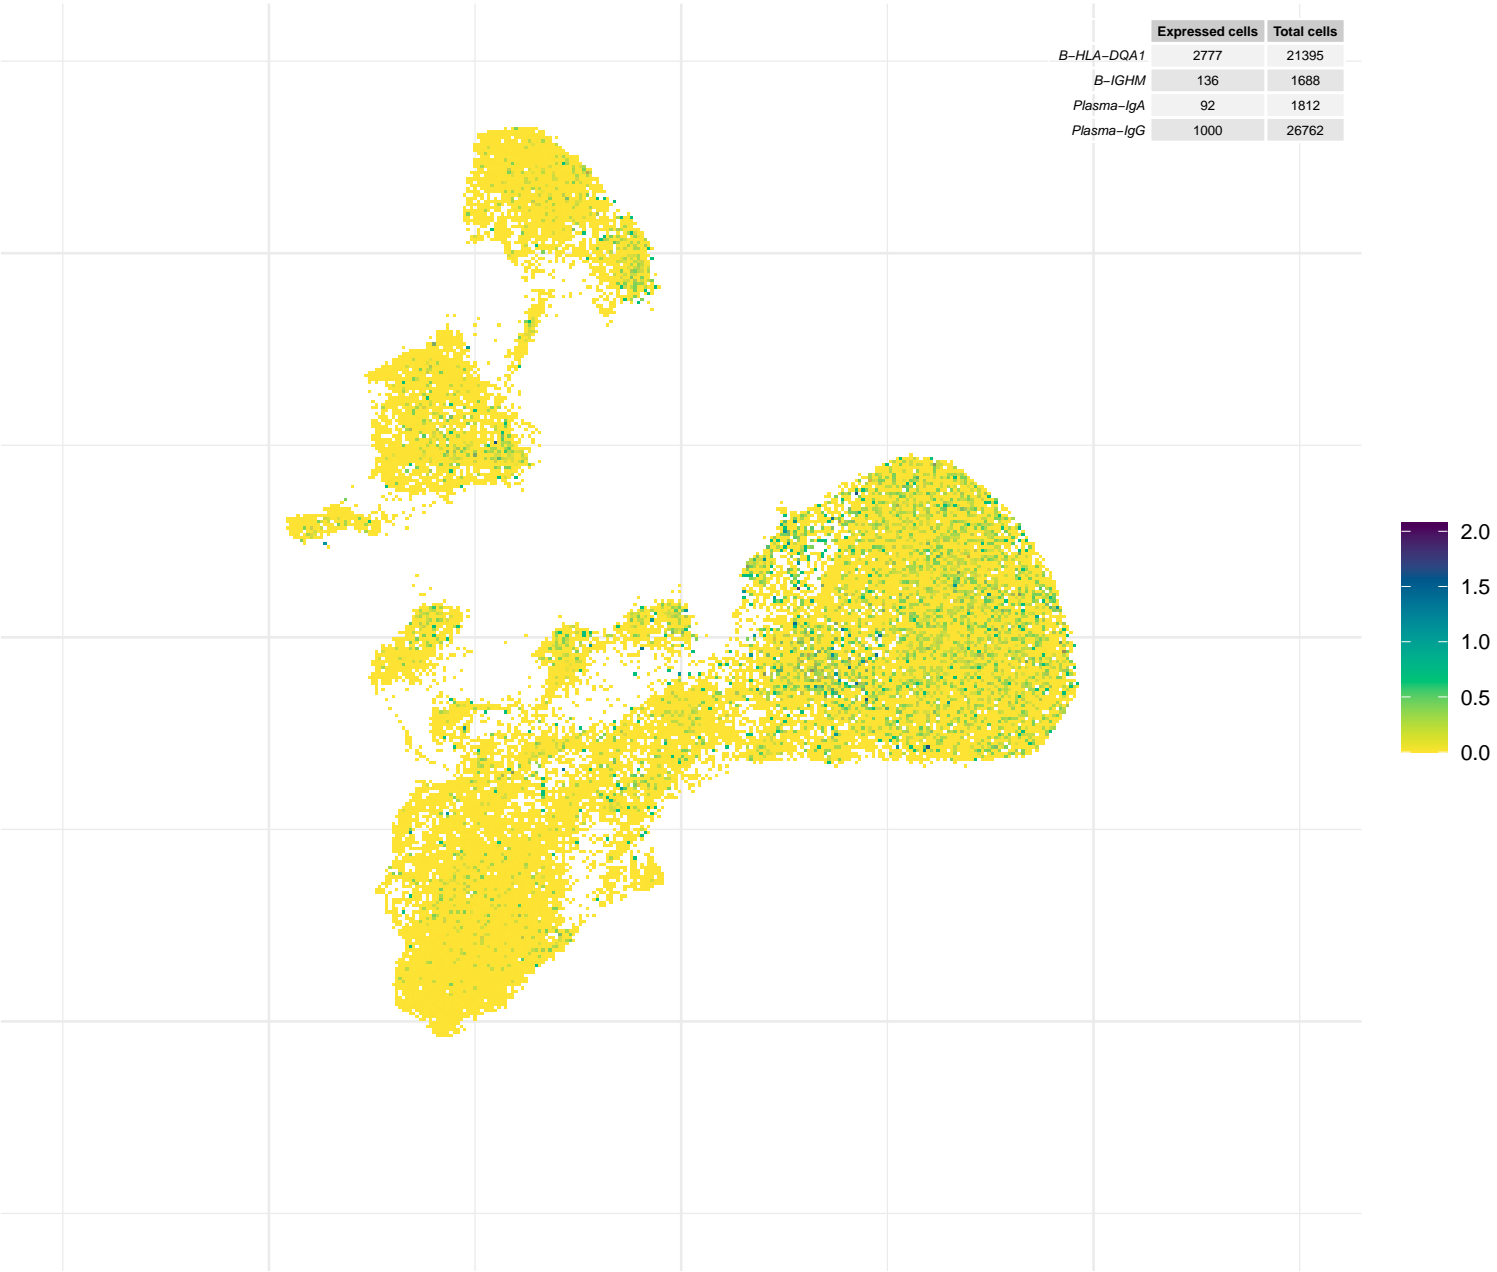 Expressed cells Total cells
B-HLA-DQA1 2777 21395
B-IGHM 136 1688
Plasma-IgA 92 1812
Plasma-IgG 1000 26762
2.0
1.5
1.0
0.5
0.0